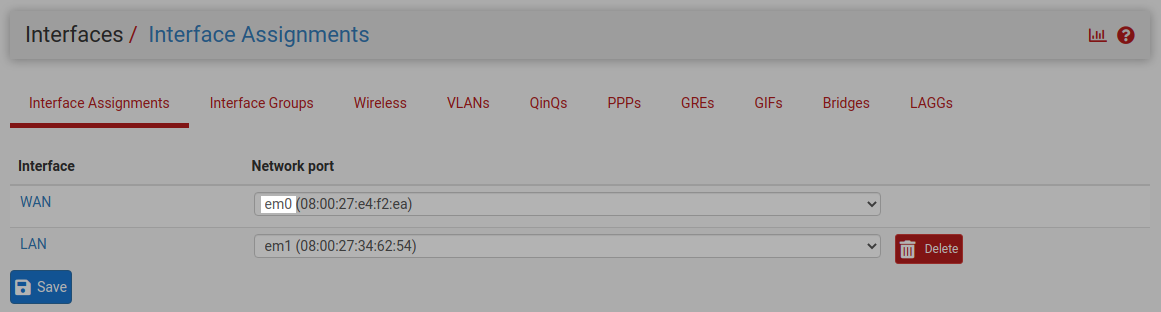 Interfaces / Interface Assignments
Interface Assignments Interface Groups Wireless VLANs QinQs PPPs GREs GIFs Bridges LAGGs
Interface Network port
WAN em0 (08:00:27:e4:f2:ea)
LAN em1 (08:00:27:34:62:54) Delete
Save